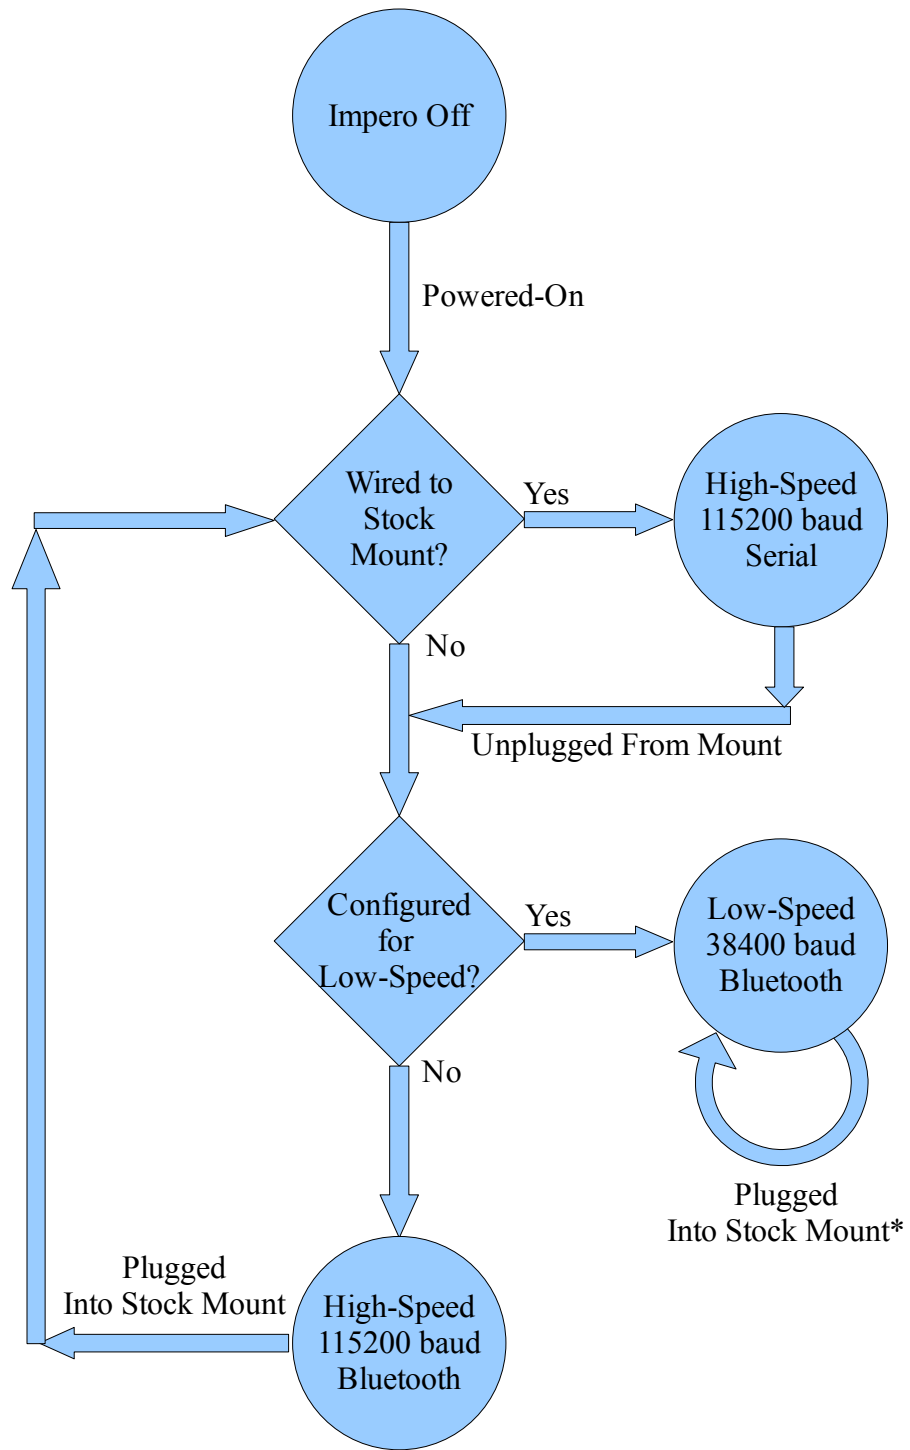 Impero Off
Powered-On
Wired to
Stock
Mount?
Yes
High-Speed
115200 baud
Serial
No
Unplugged From Mount
Configured
for
Low-Speed?
Yes
Low-Speed
38400 baud
Bluetooth
No
Plugged
Into Stock Mount*
Plugged
Into Stock Mount
High-Speed
115200 baud
Bluetooth